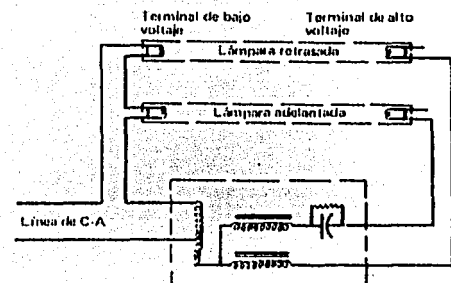 Terminal de bajo
voltaje
Terminal de alto
voltaje
Lámpara retrasada
Lámpara adelantada
Línea de C-A